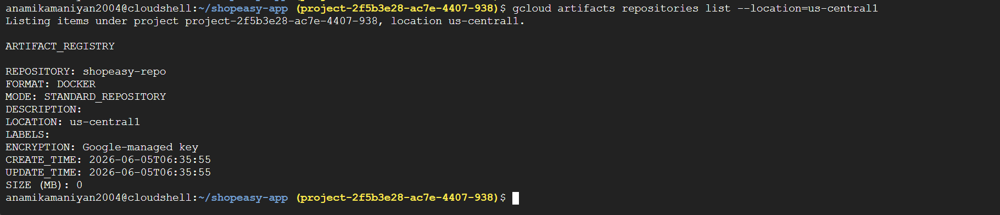 anamikamaniyan2004@cloudshell:~/shopeasy-app (project-2f5b3e28-ac7e-4407-938)$ gcloud artifacts repositories list --location=us-central1
Listing items under project project-2f5b3e28-ac7e-4407-938, location us-central1.
ARTIFACT_REGISTRY
REPOSITORY: shopeasy-repo
FORMAT: DOCKER
MODE: STANDARD_REPOSITORY
DESCRIPTION:
LOCATION: us-central1
LABELS:
ENCRYPTION: Google-managed key
CREATE_TIME: 2026-06-05T06:35:55
UPDATE_TIME: 2026-06-05T06:35:55
SIZE (MB): 0
anamikamaniyan2004@cloudshell:~/shopeasy-app (project-2f5b3e28-ac7e-4407-938)$